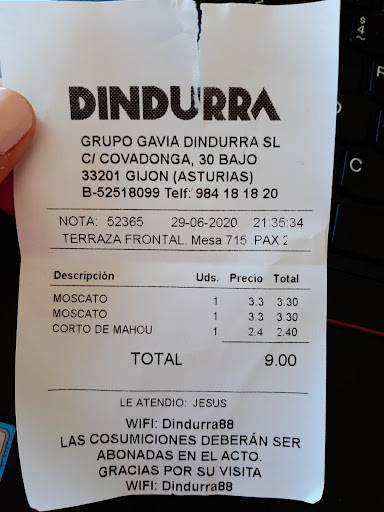 DINDURRA
GRUPO GAVIA DINDURRA SL
C/ COVADONGA, 30 BAJO
33201 GIJON (ASTURIAS)
B-52518099 Telf: 984 18 18 20
NOTA: 52365 29-06-2020 21:35:34
TERRAZA FRONTAL. Mesa 715 .PAX 2
Descripción Uds. Precio Total
MOSCATO 1 3.3 3.30
MOSCATO 1 3.3 3.30
CORTO DE MAHOU 1 2.4 2.40
TOTAL 9.00
LE ATENDIO: JESUS
WIFI: Dindurra88
LAS COSUMICIONES DEBERÁN SER
ABONADAS EN EL ACTO.
GRACIAS POR SU VISITA
WIFI: Dindurra88
$
4
C